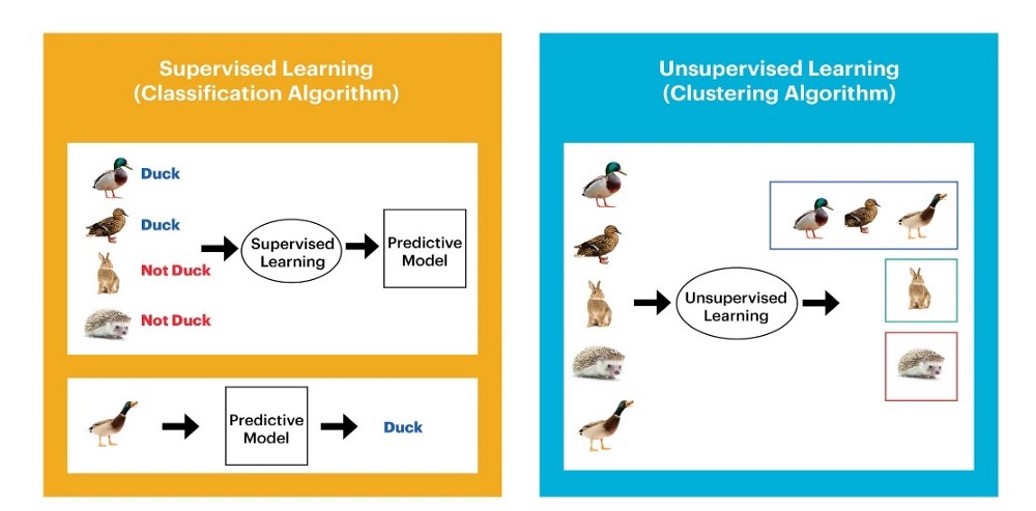 Supervised Learning
(Classification Algorithm)
Duck
Duck
Not Duck
Not Duck
Supervised
Learning
Predictive
Model
Predictive
Model
Duck
Unsupervised Learning
(Clustering Algorithm)
Unsupervised
Learning